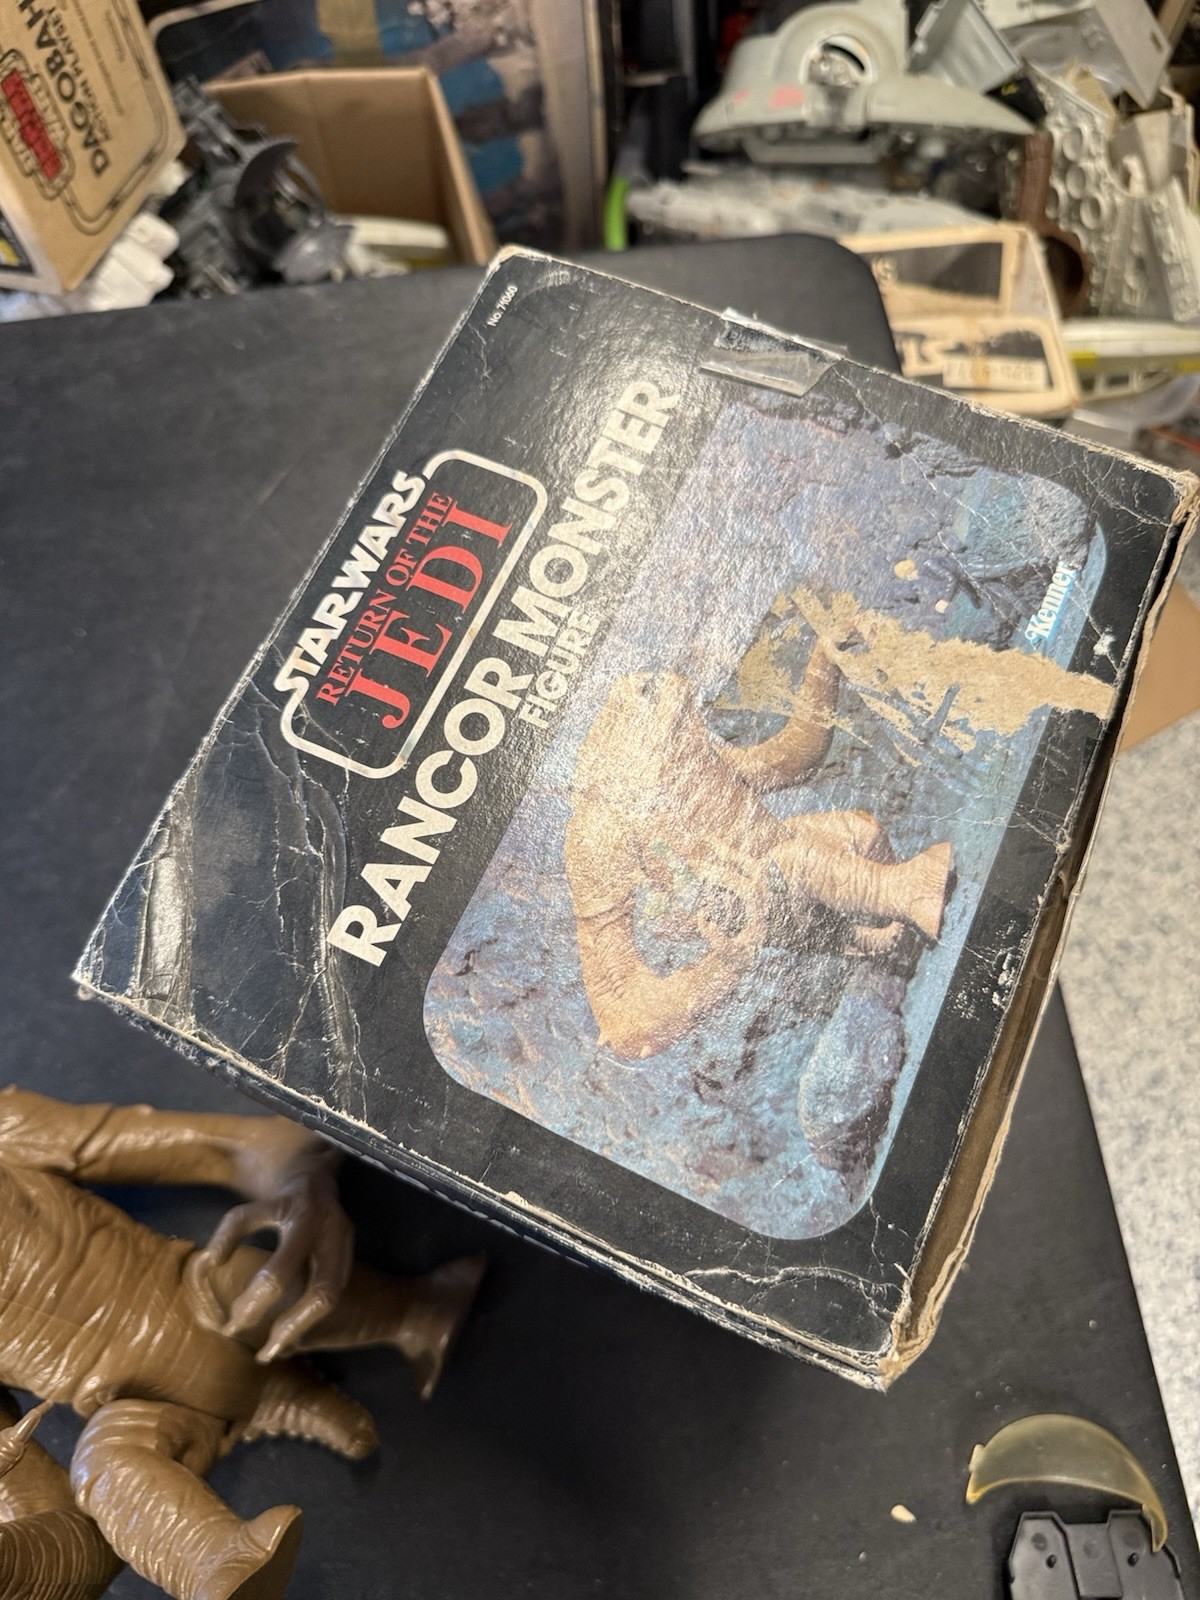 No. 71060
STAR WARS
RETURN OF THE
JEDI
RANCOR MONSTER
FIGURE
Kenner
DAGOBAH